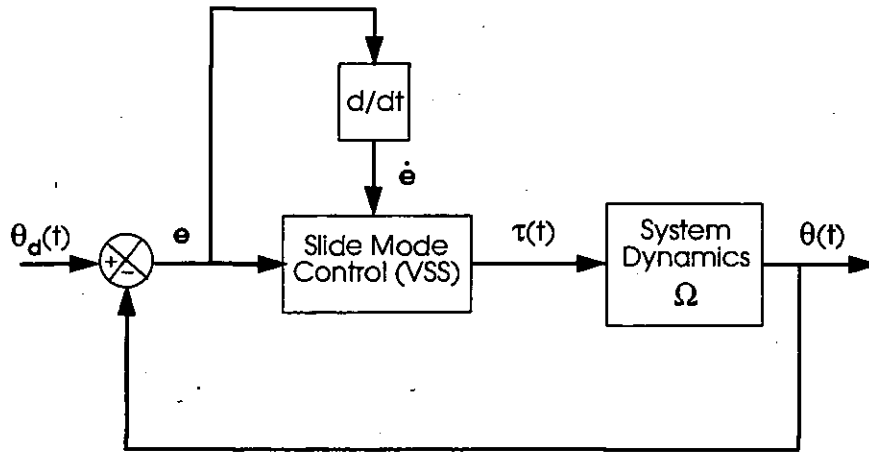 d/dt
ė
θd(t)
e
+
-
Slide Mode
Control (VSS)
τ(t)
System
Dynamics
Ω
θ(t)